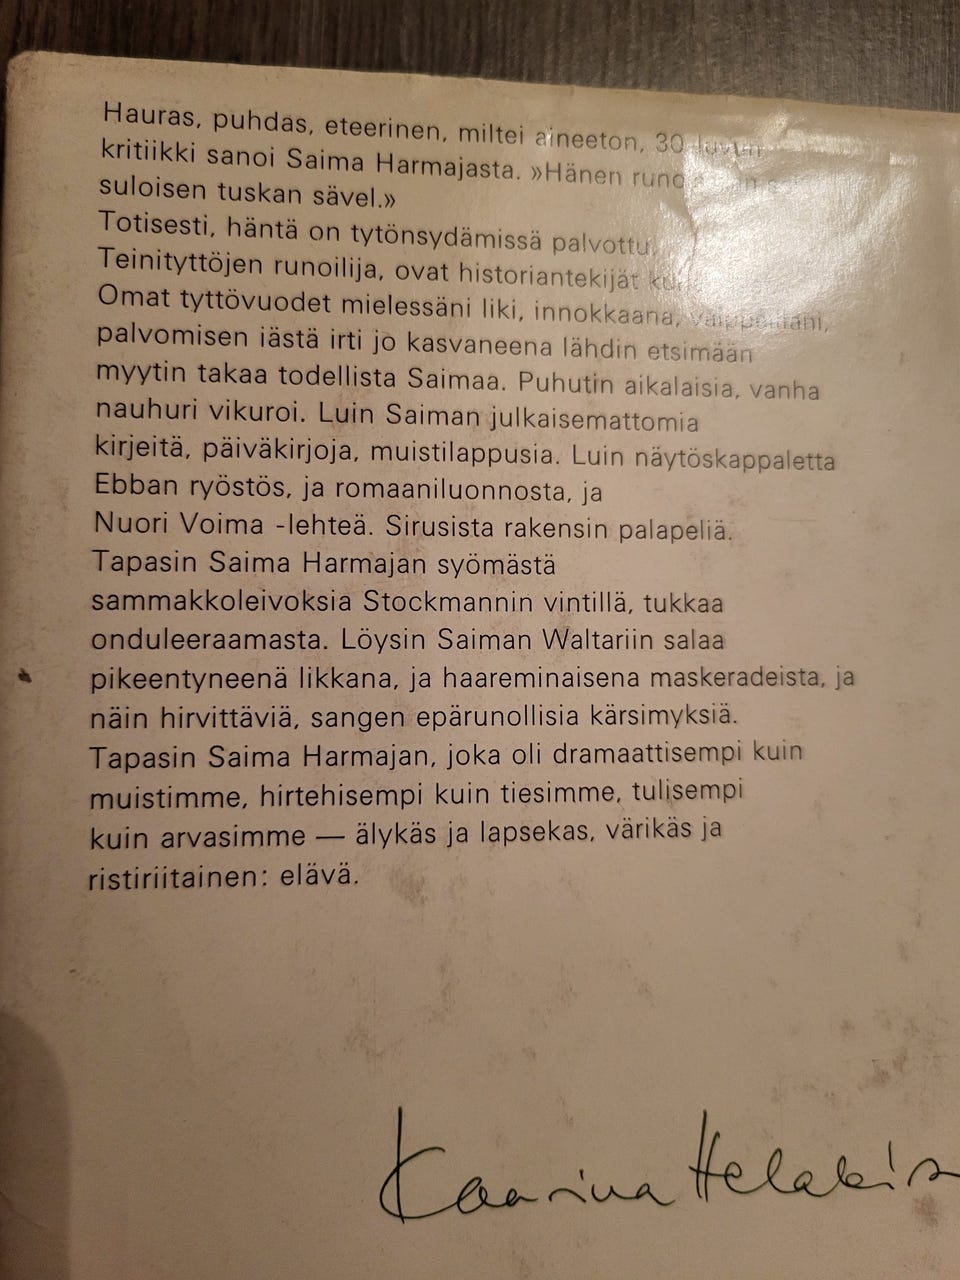 Hauras, puhdas, eteerinen, miltei aineeton, 30 luvun
kritiikki sanoi Saima Harmajasta. »Hänen
suloisen tuskan sävel.»
Totisesti, häntä on tytönsydämissä palvottu.
Teinityttöjen runoilija, ovat historiantekijät
Omat tyttövuodet mielessäni liki, innokkaana,
palvomisen iästä irti jo kasvaneena lähdin etsimään
myytin takaa todellista Saimaa. Puhutin aikalaisia, vanha
nauhuri vikuroi. Luin Saiman julkaisemattomia
kirjeitä, päiväkirjoja, muistilappusia. Luin näytöskappaletta
Ebban ryöstös, ja romaaniluonnosta, ja
Nuori Voima -lehteä. Sirusista rakensin palapeliä.
Tapasin Saima Harmajan syömästä
sammakkoleivoksia Stockmannin vintillä, tukkaa
onduleeraamasta. Löysin Saiman Waltariin salaa
pikeentyneenä likkana, ja haareminaisena maskeradeista, ja
näin hirvittäviä, sangen epärunollisia kärsimyksiä.
Tapasin Saima Harmajan, joka oli dramaattisempi kuin
muistimme, hirtehisempi kuin tiesimme, tulisempi
kuin arvasimme — älykäs ja lapsekas, värikäs ja
ristiriitainen: elävä.
Kaarina Helakisa